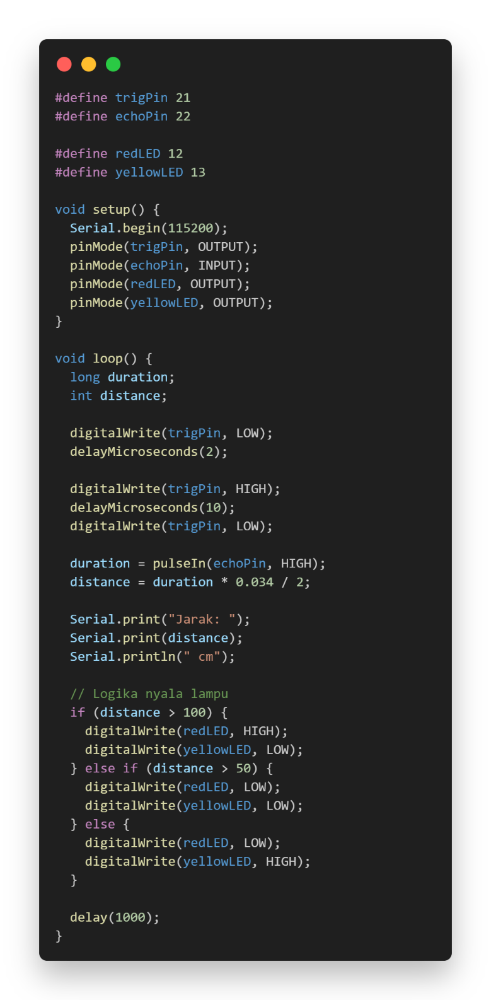 #define trigPin 21
#define echoPin 22

#define redLED 12
#define yellowLED 13

void setup() {
  Serial.begin(115200);
  pinMode(trigPin, OUTPUT);
  pinMode(echoPin, INPUT);
  pinMode(redLED, OUTPUT);
  pinMode(yellowLED, OUTPUT);
}

void loop() {
  long duration;
  int distance;

  digitalWrite(trigPin, LOW);
  delayMicroseconds(2);

  digitalWrite(trigPin, HIGH);
  delayMicroseconds(10);
  digitalWrite(trigPin, LOW);

  duration = pulseIn(echoPin, HIGH);
  distance = duration * 0.034 / 2;

  Serial.print("Jarak: ");
  Serial.print(distance);
  Serial.println(" cm");

  // Logika nyala lampu
  if (distance > 100) {
    digitalWrite(redLED, HIGH);
    digitalWrite(yellowLED, LOW);
  } else if (distance > 50) {
    digitalWrite(redLED, LOW);
    digitalWrite(yellowLED, LOW);
  } else {
    digitalWrite(redLED, LOW);
    digitalWrite(yellowLED, HIGH);
  }

  delay(1000);
}